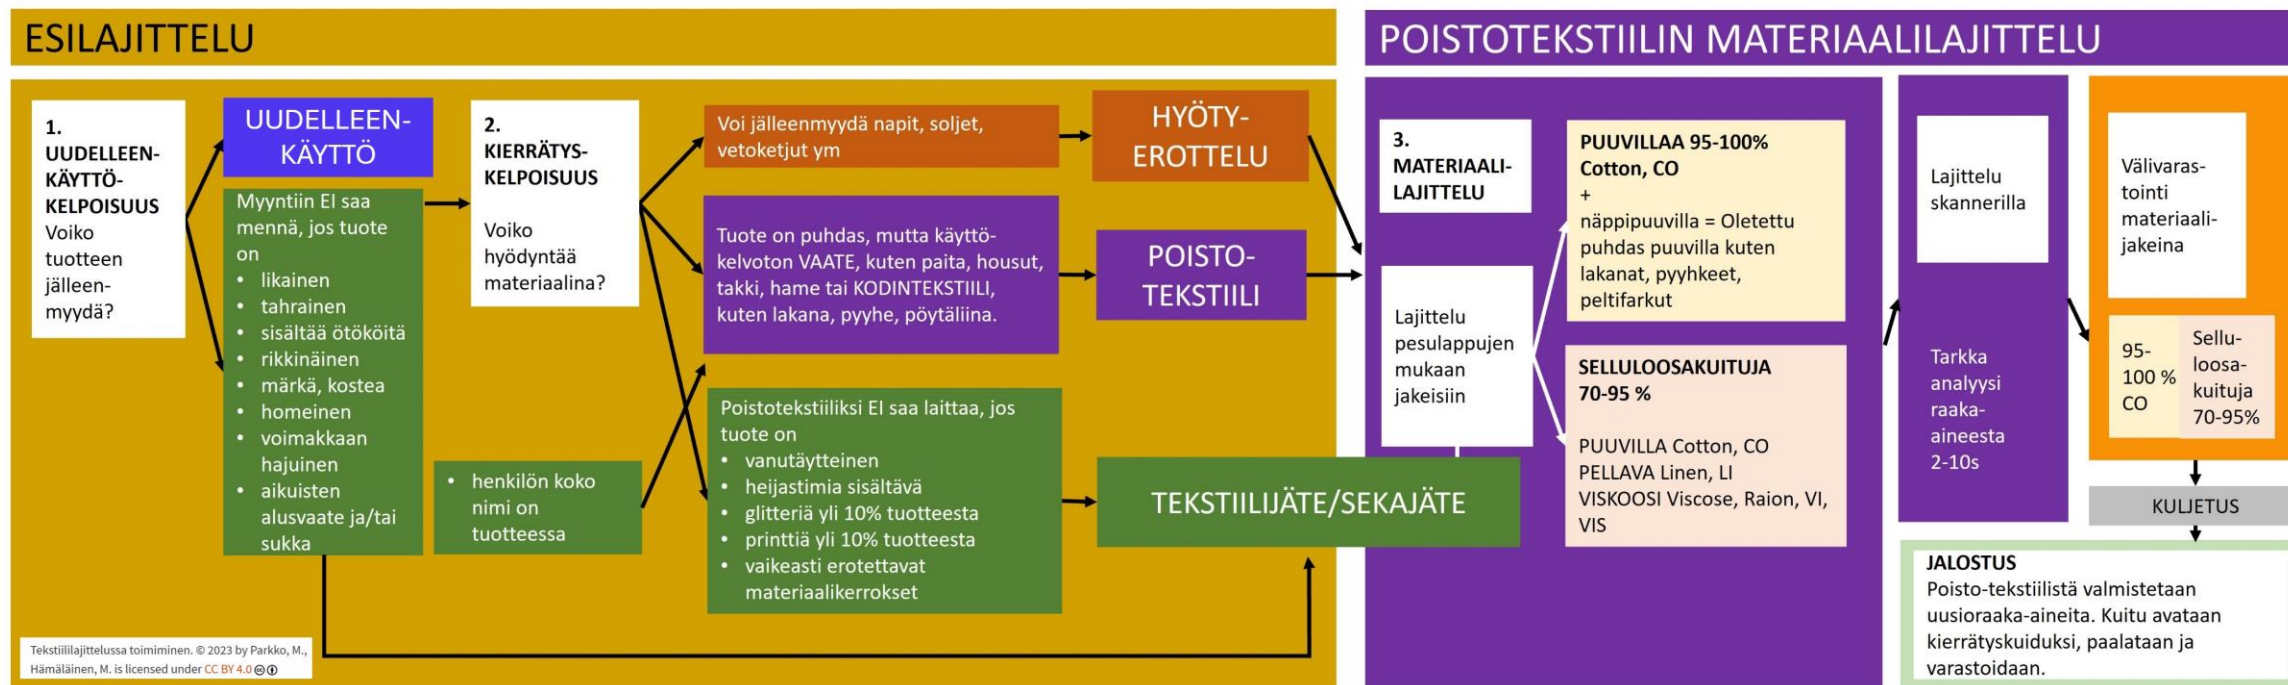 ESILAJITTELU
1.
UUDELLEEN-
KÄYTTÖ-
KELPOISUUS
Voiko
tuotteen
jälleen-
myydä?
UUDELLEEN-
KÄYTTÖ
Myyntiin EI saa
mennä, jos tuote
on
• likainen
• tahrainen
• sisältää ötököitä
• rikkinäinen
• märkä, kostea
• homeinen
• voimakkaan
hajuinen
• aikuisten
alusvaate ja/tai
sukka
2.
KIERRÄTYS-
KELPOISUUS
Voiko
hyödyntää
materiaalina?
• henkilön koko
nimi on
tuotteessa
Voi jälleenmyydä napit, soljet,
vetoketjut ym
HYÖTY-
EROTTELU
Tuote on puhdas, mutta käyttö-
kelvoton VAATE, kuten paita, housut,
takki, hame tai KODINTEKSTIILI,
kuten lakana, pyyhe, pöytäliina.
POISTO-
TEKSTIILI
Poistotekstiiliksi EI saa laittaa, jos
tuote on
• vanutäytteinen
• heijastimia sisältävä
• glitteriä yli 10% tuotteesta
• printtiä yli 10% tuotteesta
• vaikeasti erotettavat
materiaalikerrokset
TEKSTIILIJÄTE/SEKAJÄTE
Tekstiililajittelussa toimiminen. © 2023 by Parkko, M.,
Hämäläinen, M. is licensed under CC BY 4.0
POISTOTEKSTIILIN MATERIAALILAJITTELU
3.
MATERIAALI-
LAJITTELU
Lajittelu
pesulappujen
mukaan
jakeisiin
PUUVILLAA 95-100%
Cotton, CO
+
näppipuuvilla = Oletettu
puhdas puuvilla kuten
lakanat, pyyhkeet,
peltifarkut
SELLULOOSAKUITUJA
70-95 %
PUUVILLA Cotton, CO
PELLAVA Linen, LI
VISKOOSI Viscose, Raion, VI,
VIS
Lajittelu
skannerilla
Tarkka
analyysi
raaka-
aineesta
2-10s
Välivaras-
tointi
materiaali-
jakeina
95-
100 %
CO
Sellu-
loosa-
kuituja
70-95%
KULJETUS
JALOSTUS
Poisto-tekstiilistä valmistetaan
uusioraaka-aineita. Kuitu avataan
kierrätyskuiduksi, paalataan ja
varastoidaan.